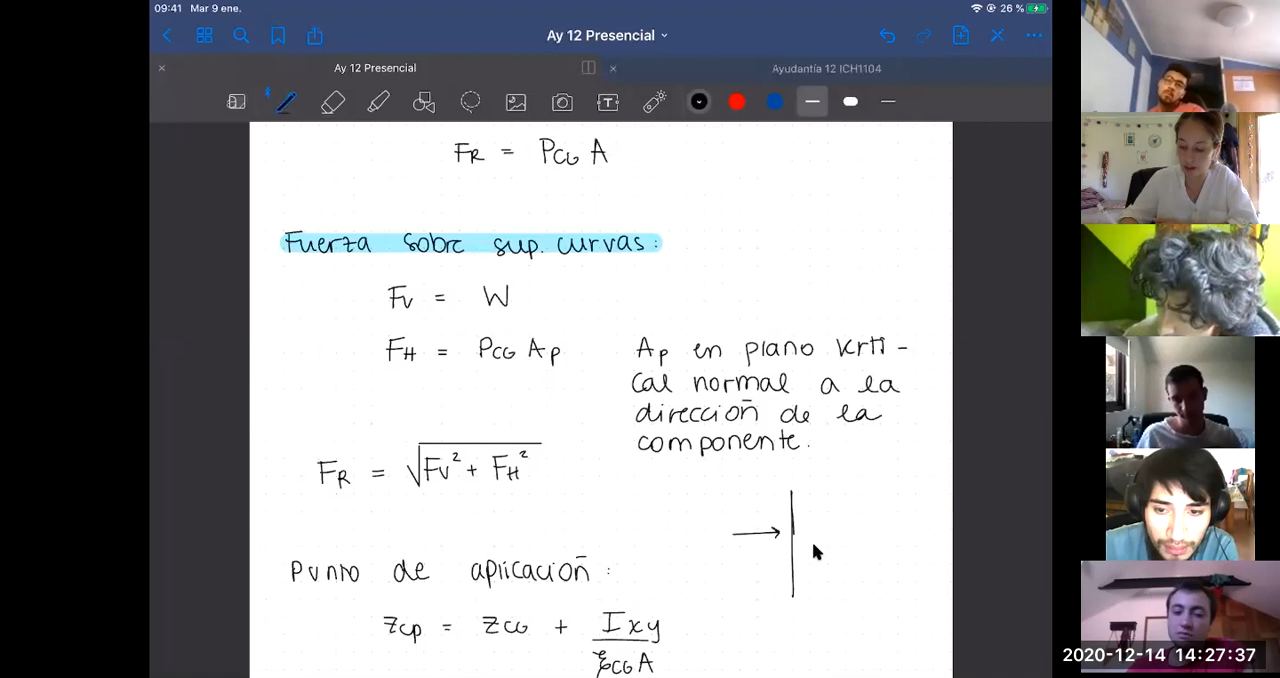 09:41 Mar 9 ene.
26 %
Ay 12 Presencial
Ay 12 Presencial
Ayudantía 12 ICH1104
FR = PCG A
Fuerza sobre sup. curvas:
Fv = W
FH = PCG Ap
Ap en plano verti-
cal normal a la
dirección de la
componente.
FR = √Fv² + FH²
Punto de aplicación:
Zcp = ZCG + Ixy / ξCG A
2020-12-14 14:27:37